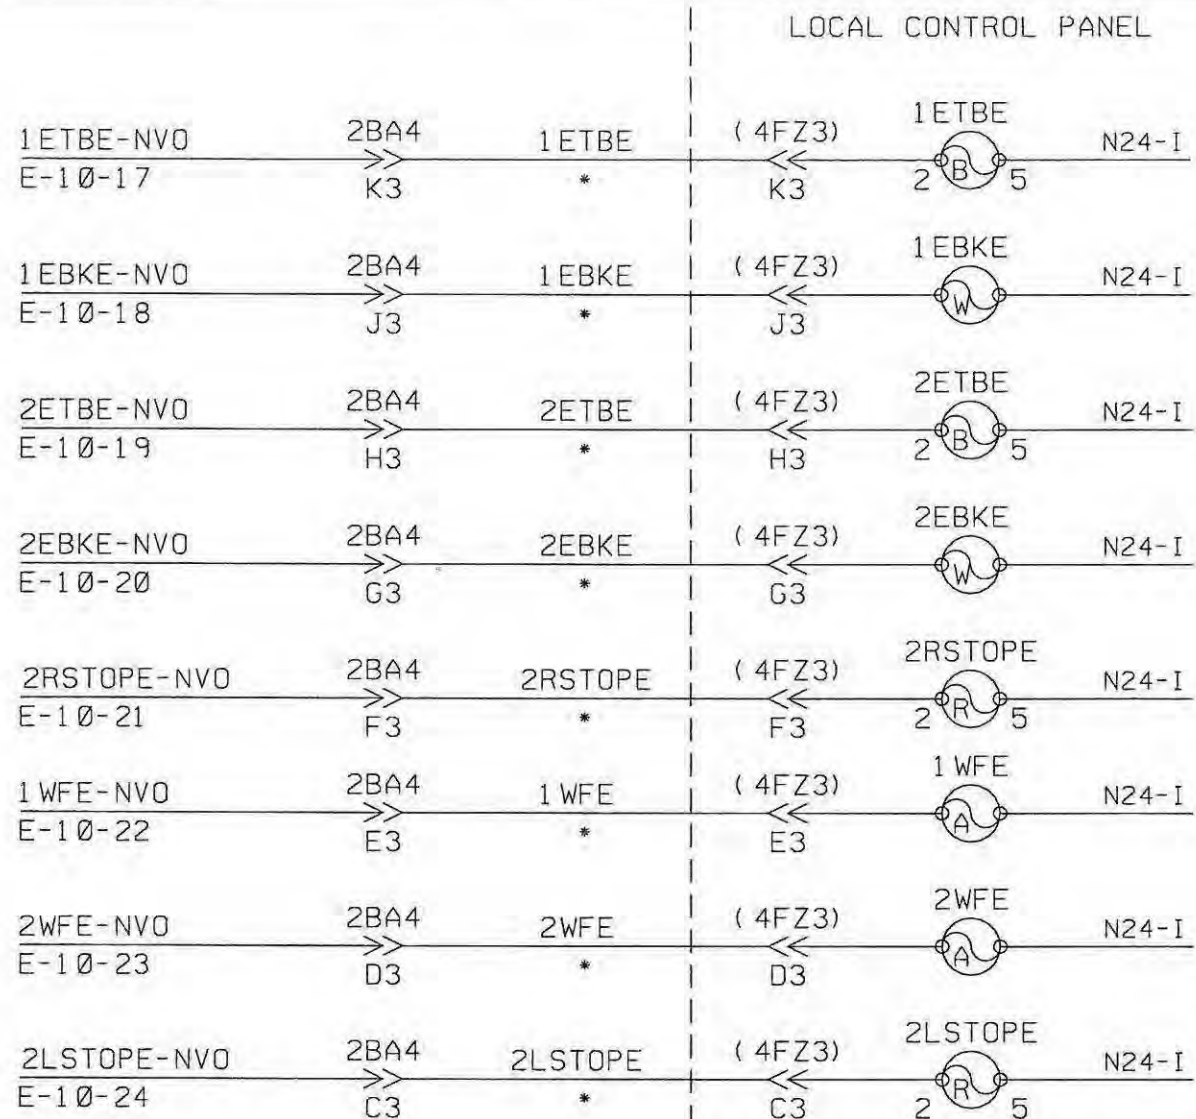 LOCAL CONTROL PANEL
1ETBE-NVO 2BA4 1ETBE (4FZ3) 1ETBE N24-I
E-10-17 K3 * K3 2 B 5
1EBKE-NVO 2BA4 1EBKE (4FZ3) 1EBKE N24-I
E-10-18 J3 * J3 W
2ETBE-NVO 2BA4 2ETBE (4FZ3) 2ETBE N24-I
E-10-19 H3 * H3 2 B 5
2EBKE-NVO 2BA4 2EBKE (4FZ3) 2EBKE N24-I
E-10-20 G3 * G3 W
2RSTOPE-NVO 2BA4 2RSTOPE (4FZ3) 2RSTOPE N24-I
E-10-21 F3 * F3 2 R 5
1WFE-NVO 2BA4 1WFE (4FZ3) 1WFE N24-I
E-10-22 E3 * E3 A
2WFE-NVO 2BA4 2WFE (4FZ3) 2WFE N24-I
E-10-23 D3 * D3 A
2LSTOPE-NVO 2BA4 2LSTOPE (4FZ3) 2LSTOPE N24-I
E-10-24 C3 * C3 2 R 5